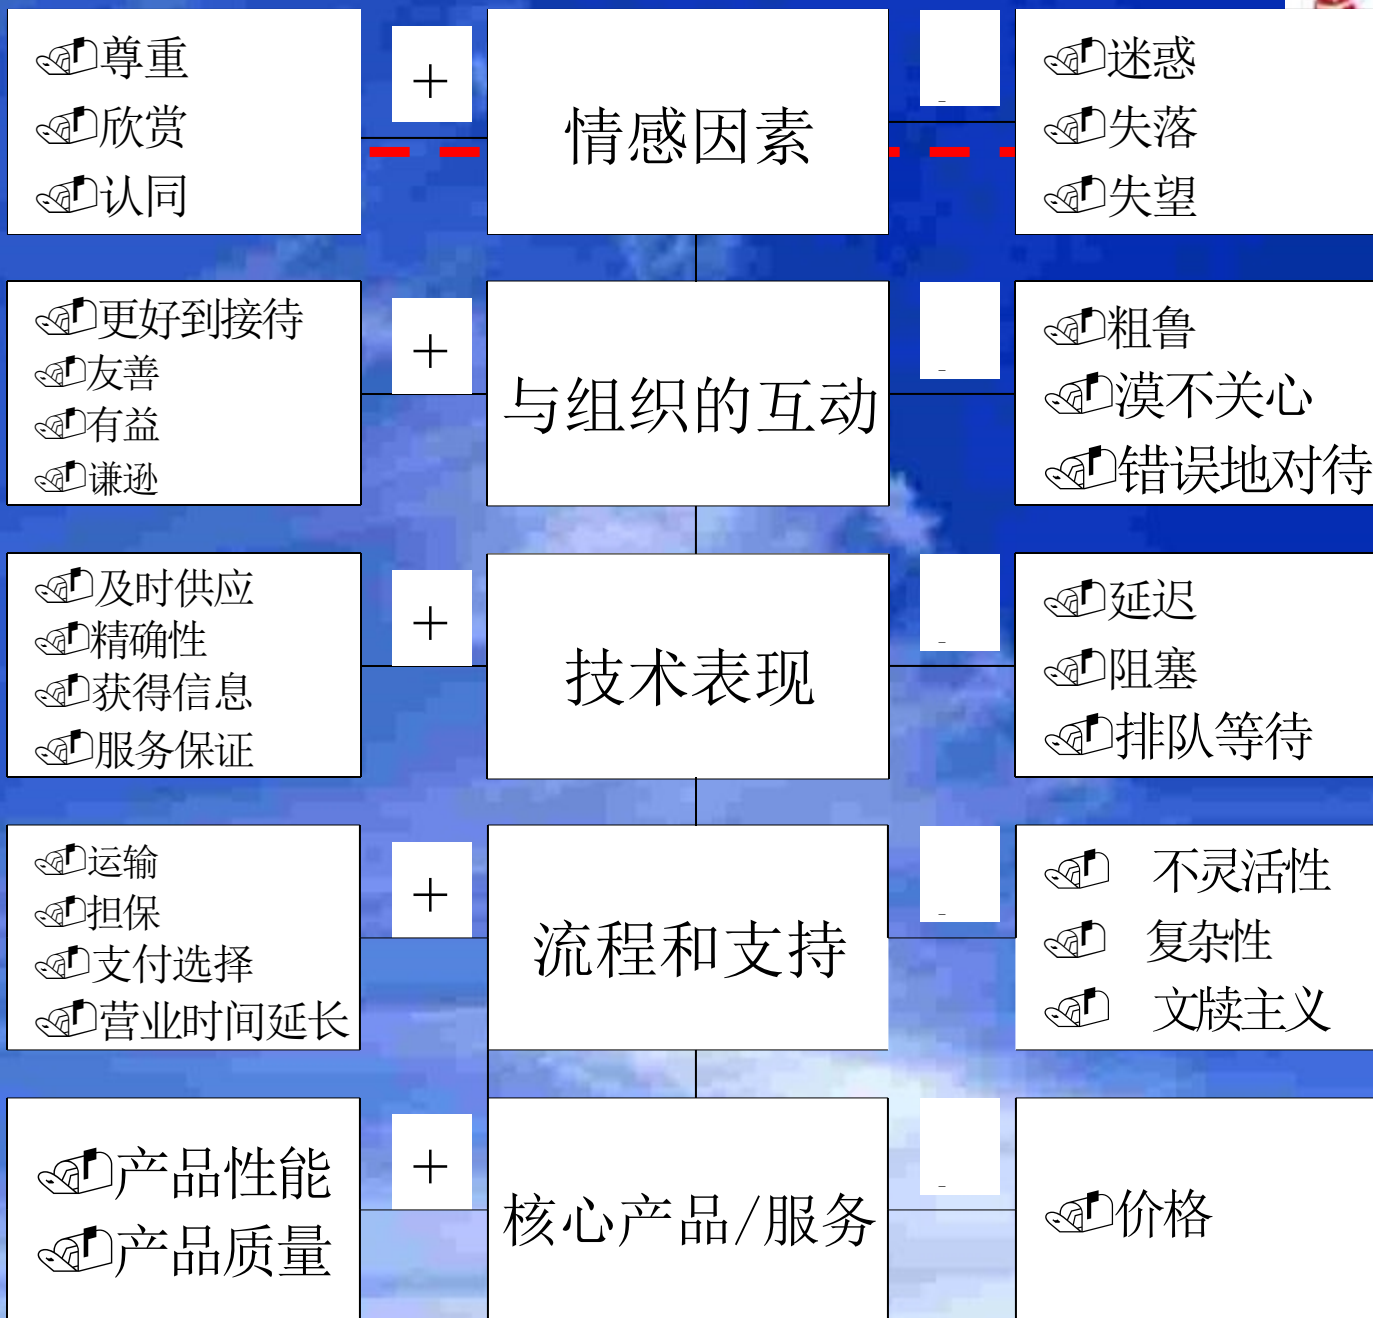 尊重
欣赏
认同
+
情感因素
-
迷惑
失落
失望
更好到接待
友善
有益
谦逊
+
与组织的互动
-
粗鲁
漠不关心
错误地对待
及时供应
精确性
获得信息
服务保证
+
技术表现
-
延迟
阻塞
排队等待
运输
担保
支付选择
营业时间延长
+
流程和支持
-
不灵活性
复杂性
文牍主义
产品性能
产品质量
+
核心产品/服务
-
价格